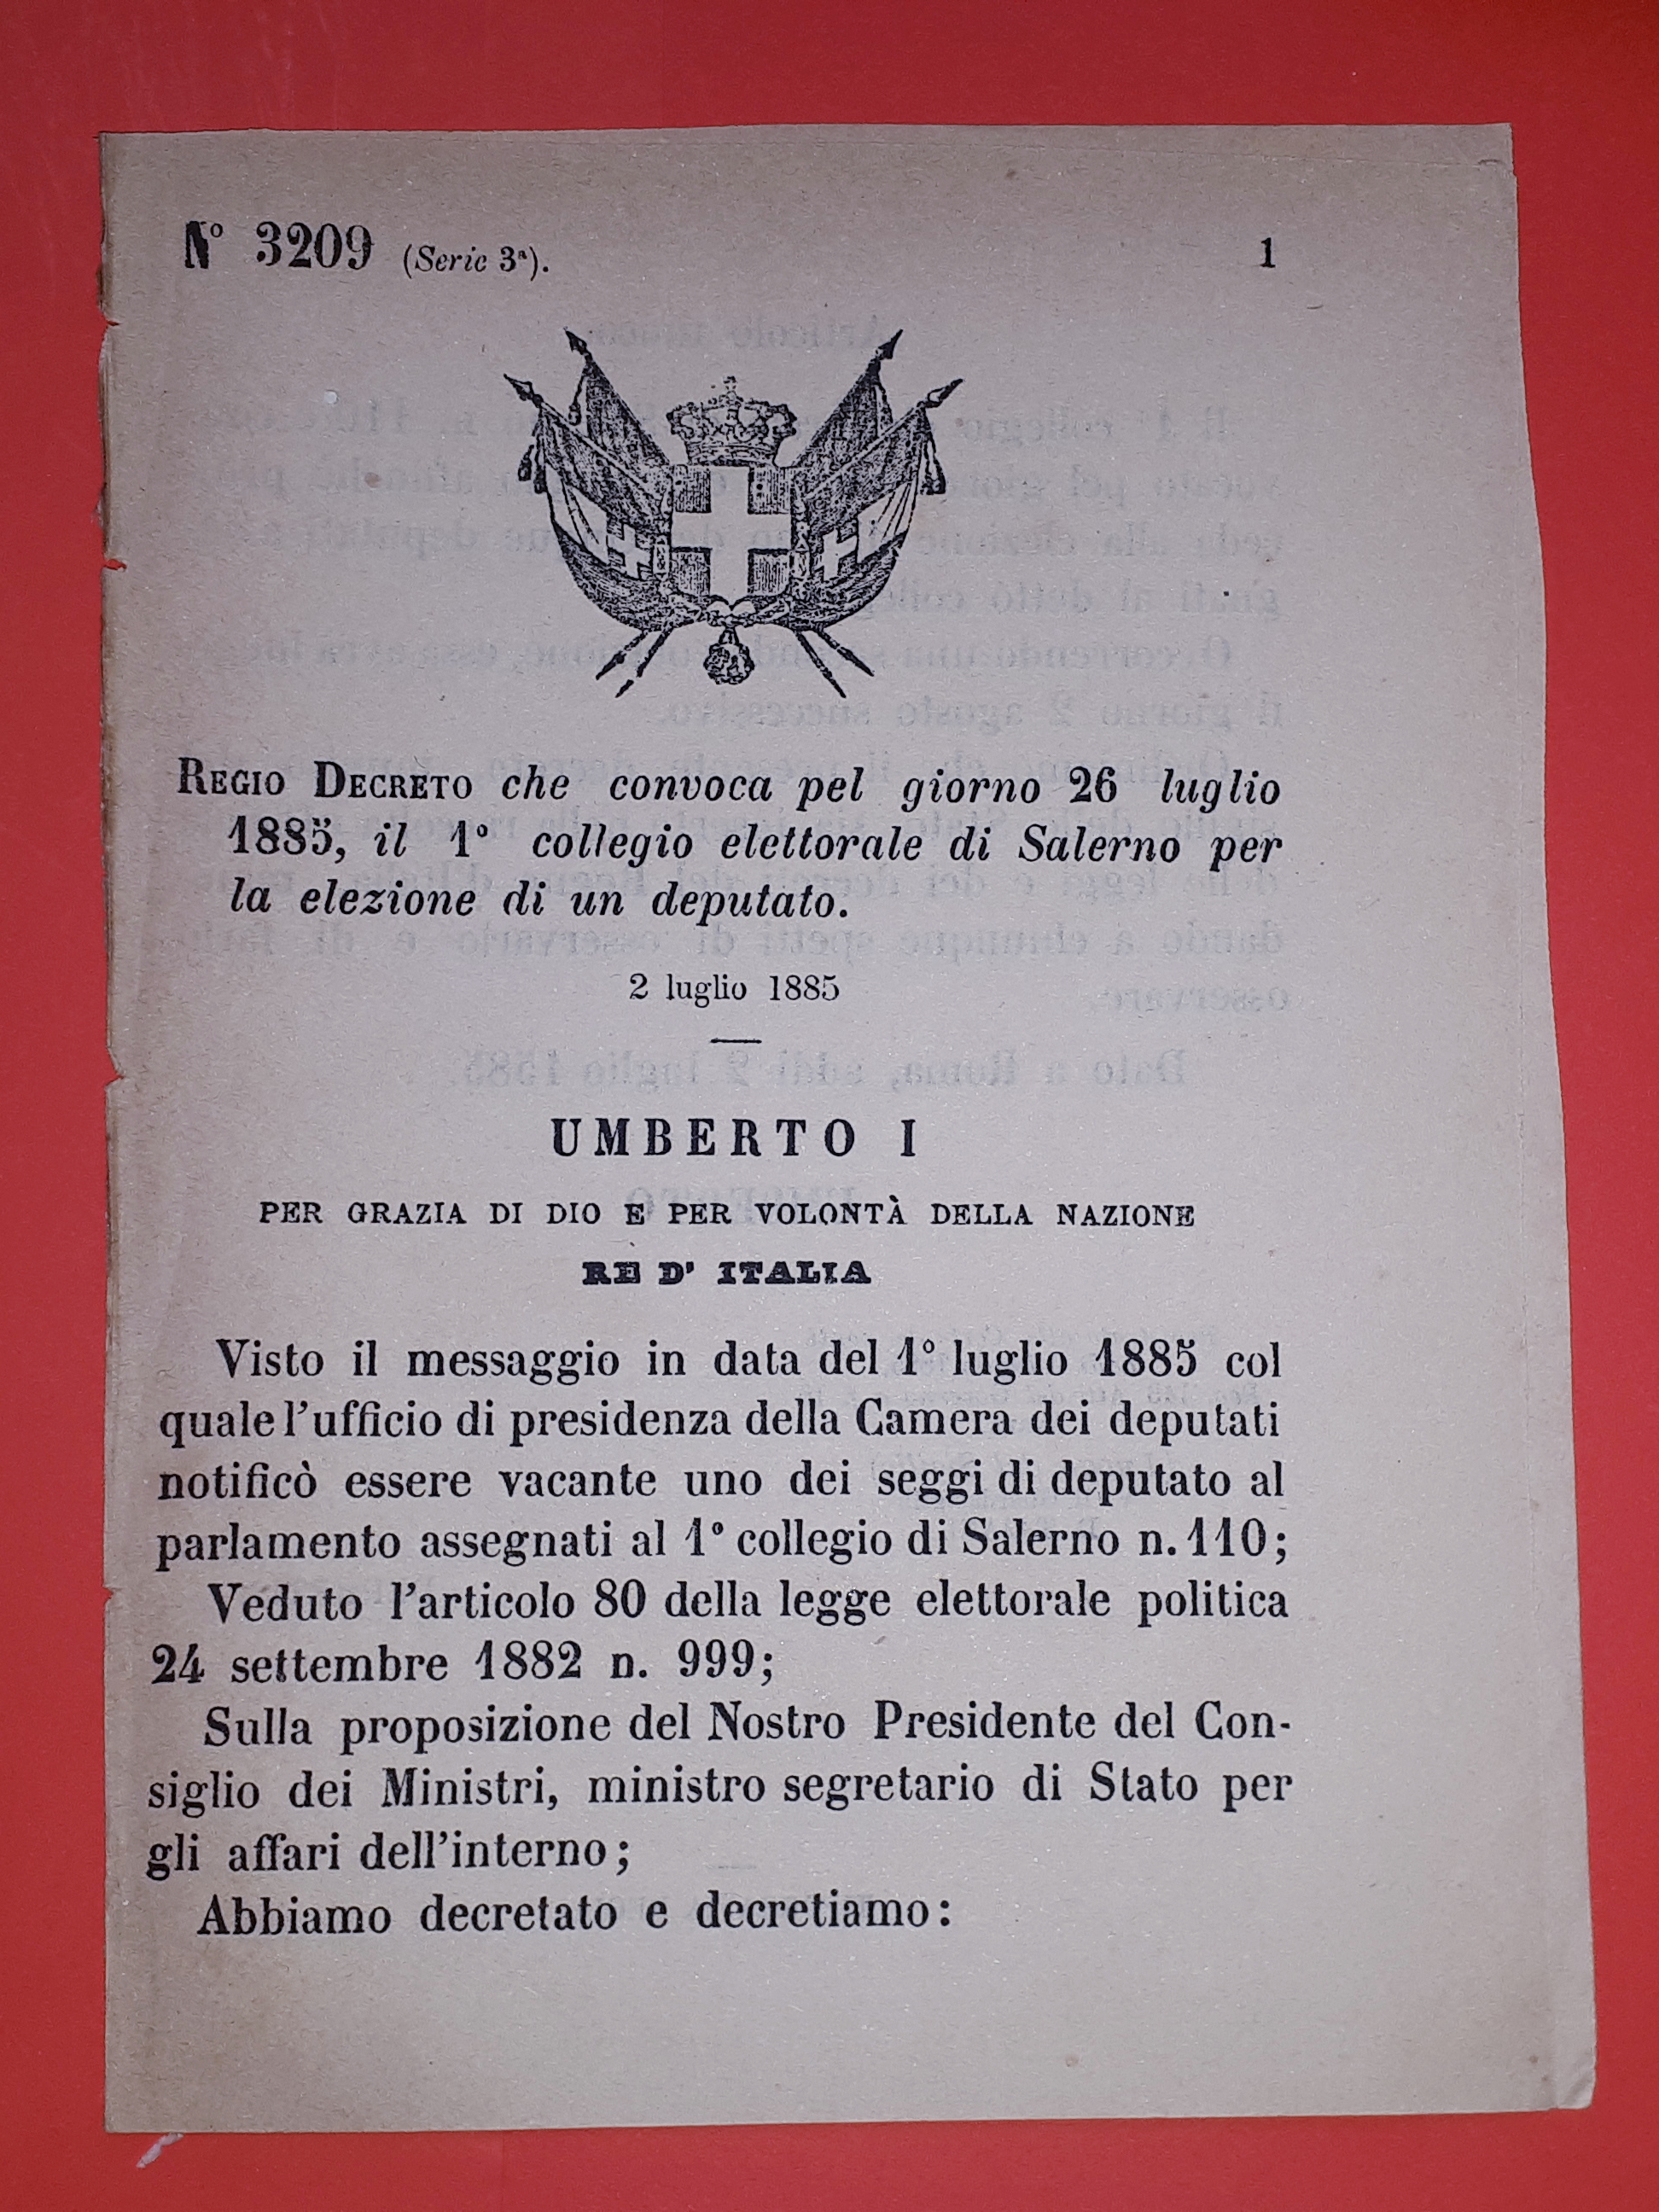 N° 3209 (Serie 3ª). 1
REGIO DECRETO che convoca pel giorno 26 luglio
1885, il 1° collegio elettorale di Salerno per
la elezione di un deputato.
2 luglio 1885
UMBERTO I
PER GRAZIA DI DIO E PER VOLONTÀ DELLA NAZIONE
RE D' ITALIA
Visto il messaggio in data del 1° luglio 1885 col
quale l'ufficio di presidenza della Camera dei deputati
notificò essere vacante uno dei seggi di deputato al
parlamento assegnati al 1° collegio di Salerno n. 110;
Veduto l'articolo 80 della legge elettorale politica
24 settembre 1882 n. 999;
Sulla proposizione del Nostro Presidente del Con-
siglio dei Ministri, ministro segretario di Stato per
gli affari dell'interno;
Abbiamo decretato e decretiamo: